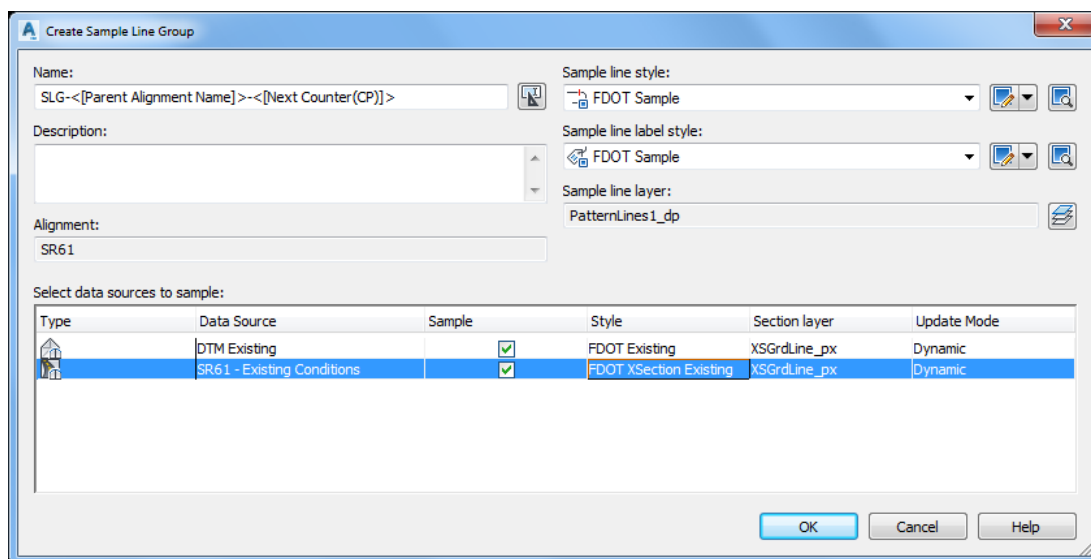 Create Sample Line Group
Name:
SLG-<[Parent Alignment Name]>-<[Next Counter(CP)]>
Description:
Alignment:
SR61
Sample line style:
FDOT Sample
Sample line label style:
FDOT Sample
Sample line layer:
PatternLines1_dp
Select data sources to sample:
Type Data Source Sample Style Section layer Update Mode
DTM Existing FDOT Existing XSGrdLine_px Dynamic
SR61 - Existing Conditions FDOT XSection Existing XSGrdLine_px Dynamic
OK Cancel Help